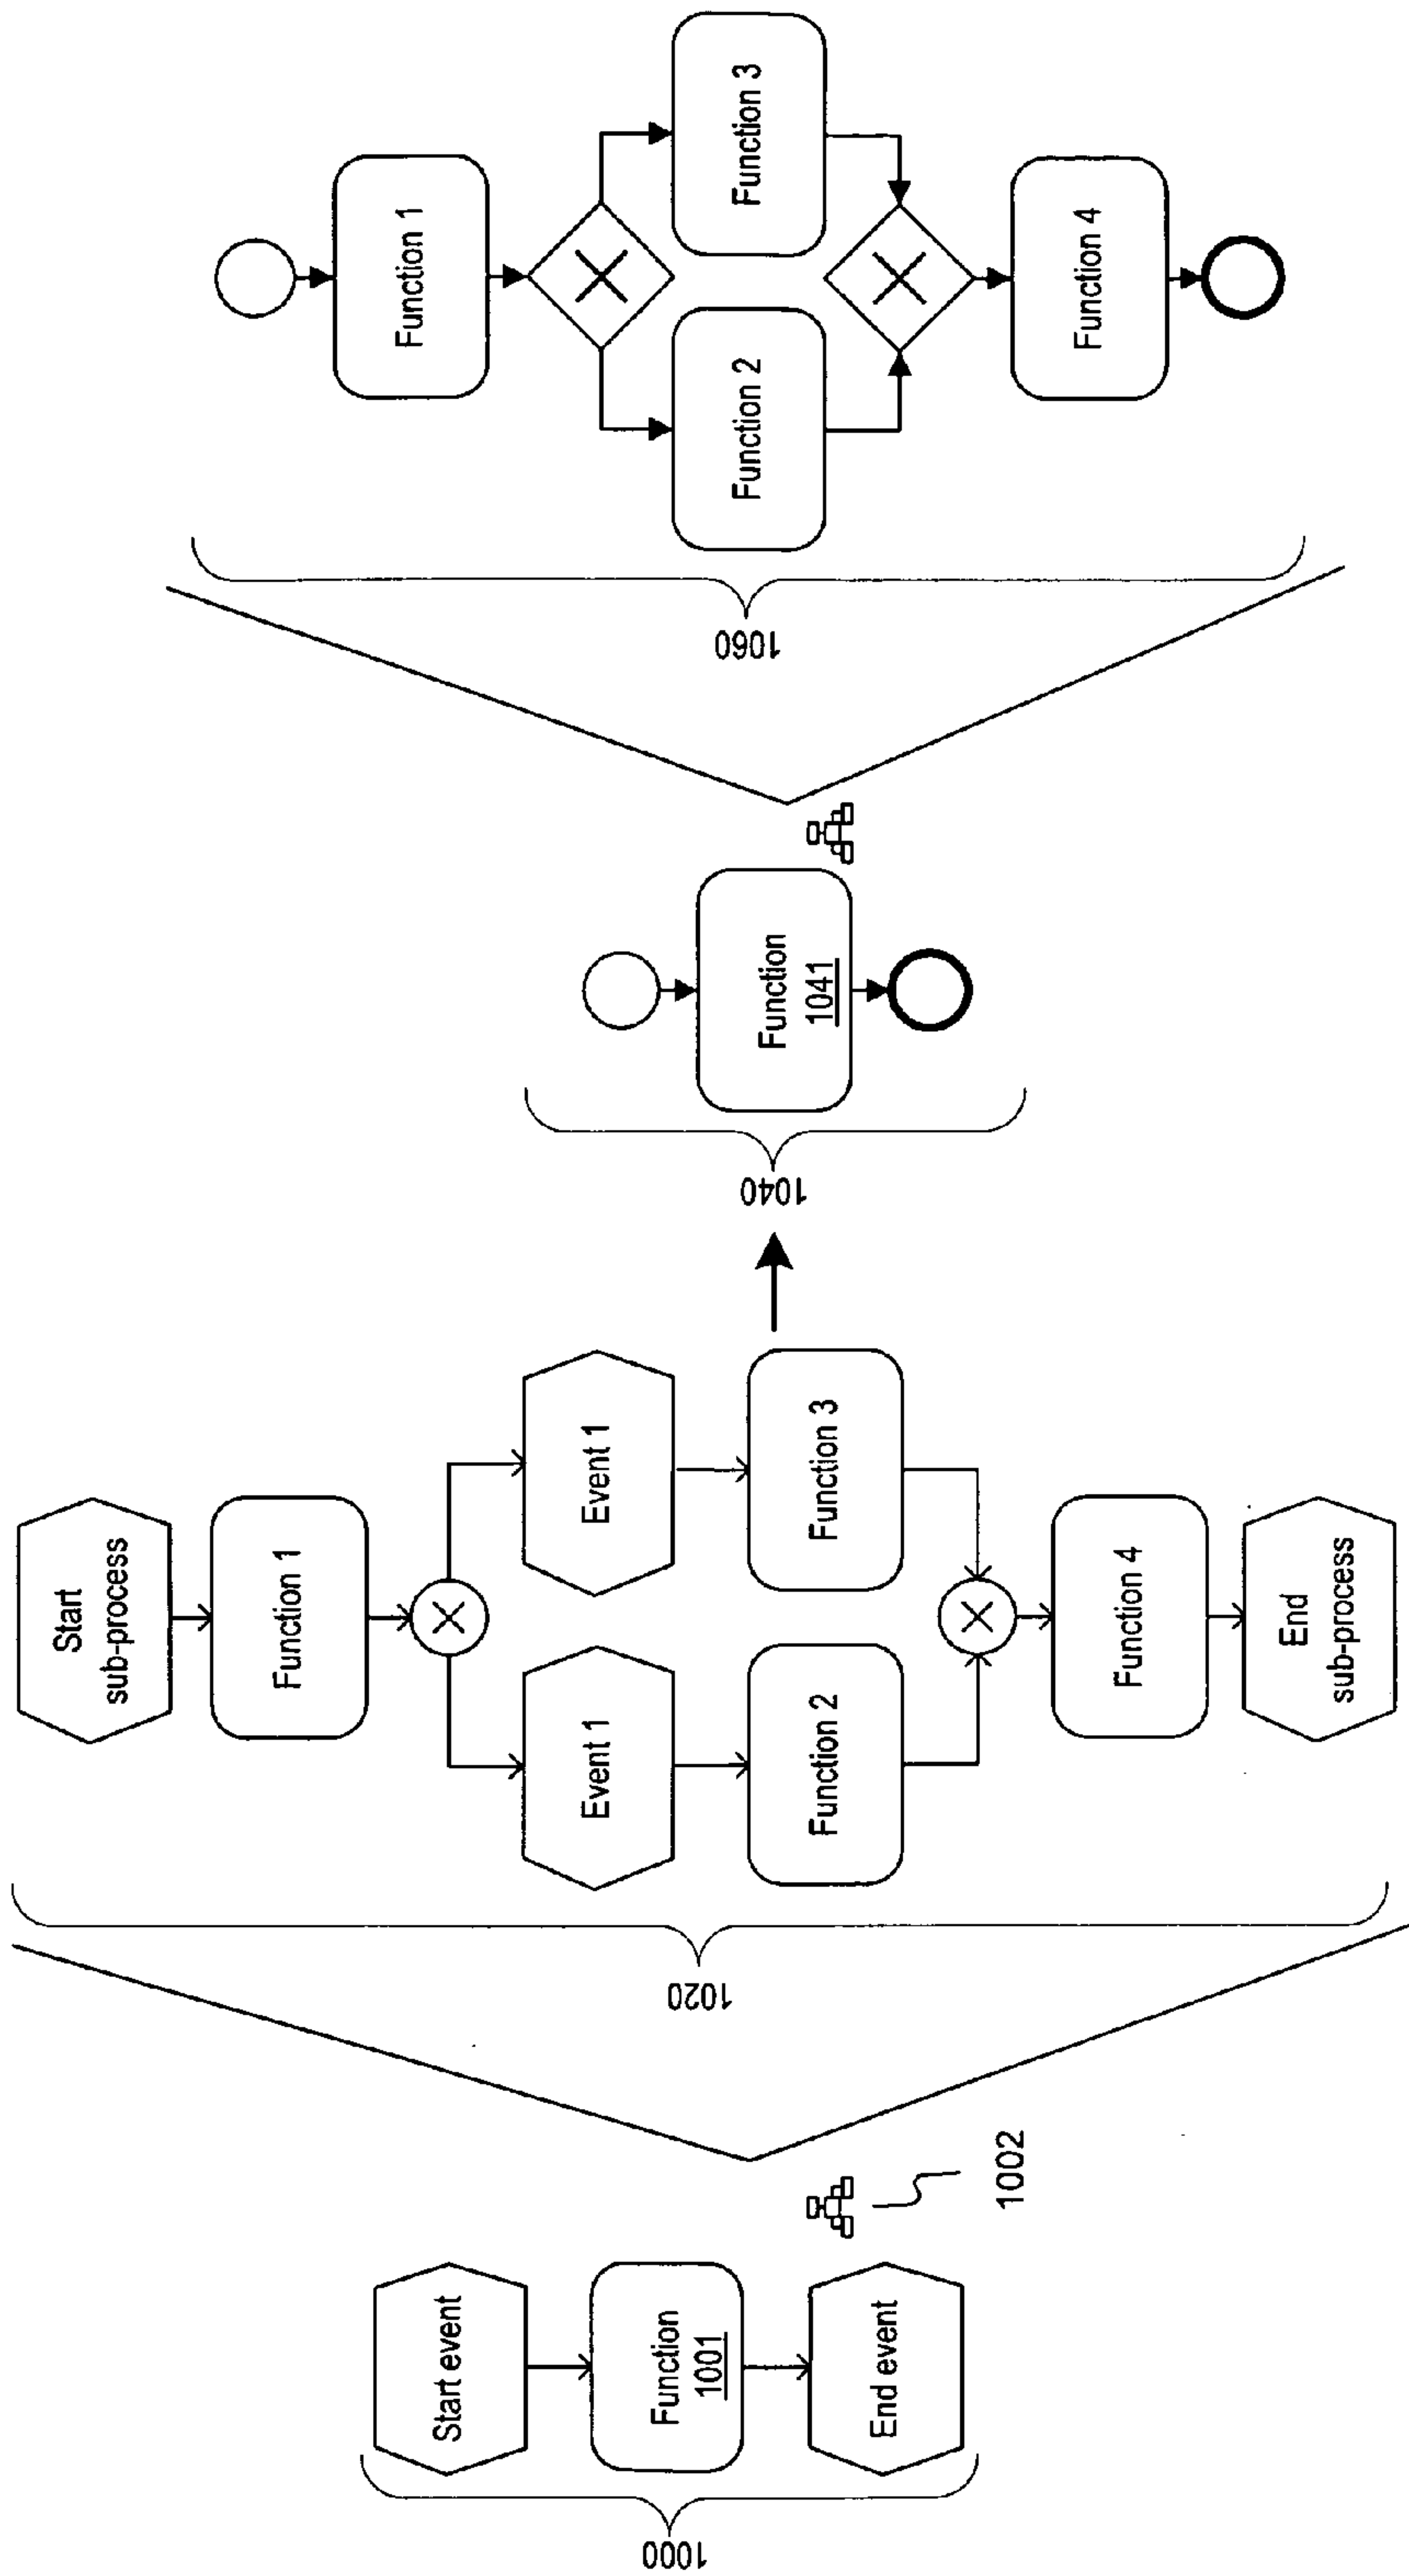 1000
Start event
Function
1001
End event
1002
1020
Start
sub-process
Function 1
Event 1
Event 1
Function 2
Function 3
Function 4
End
sub-process
1040
Function
1041
1060
Function 1
Function 2
Function 3
Function 4